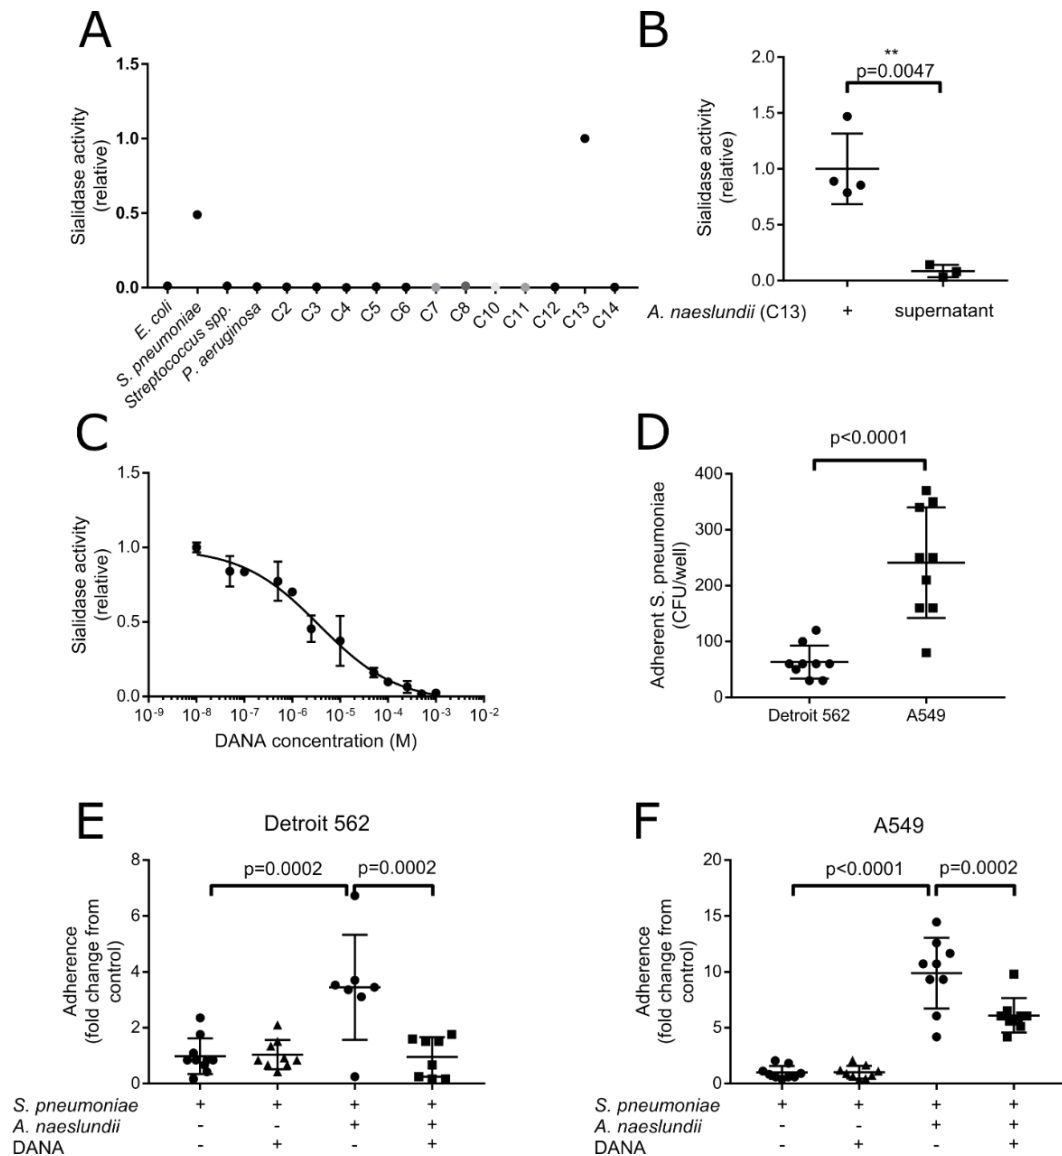 A
Sialidase activity
(relative)
1.5
1.0
0.5
0.0
E. coli
S. pneumoniae
Streptococcus spp.
P. aeruginosa
C2
C3
C4
C5
C6
C7
C8
C10
C11
C12
C13
C14
B
**
p=0.0047
Sialidase activity
(relative)
2.0
1.5
1.0
0.5
0.0
A. naeslundii (C13) + supernatant
C
Sialidase activity
(relative)
1.5
1.0
0.5
0.0
10-9 10-8 10-7 10-6 10-5 10-4 10-3 10-2
DANA concentration (M)
D
p<0.0001
Adherent S. pneumoniae
(CFU/well)
400
300
200
100
0
Detroit 562 A549
E
Detroit 562
p=0.0002 p=0.0002
Adherence
(fold change from
control)
8
6
4
2
0
S. pneumoniae + + + +
A. naeslundii - - + +
DANA - + - +
F
A549
p<0.0001 p=0.0002
Adherence
(fold change from
control)
20
15
10
5
0
S. pneumoniae + + + +
A. naeslundii - - + +
DANA - + - +